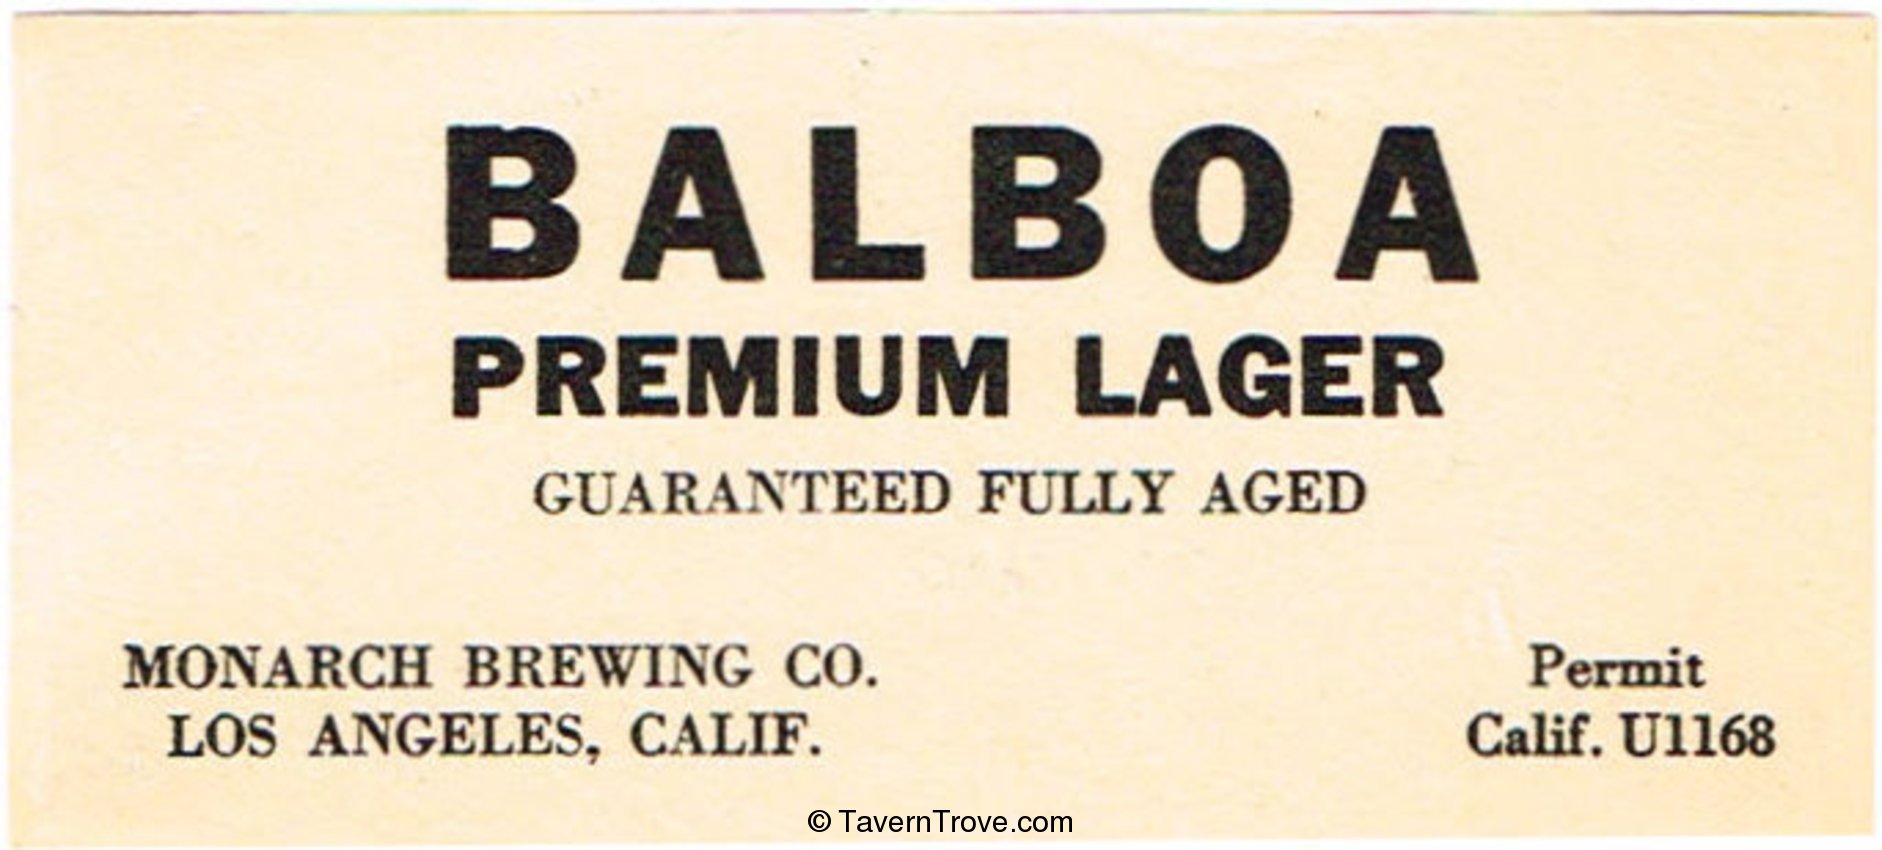 BALBOA
PREMIUM LAGER
GUARANTEED FULLY AGED
MONARCH BREWING CO.
LOS ANGELES, CALIF.
Permit
Calif. U1168
© TavernTrove.com